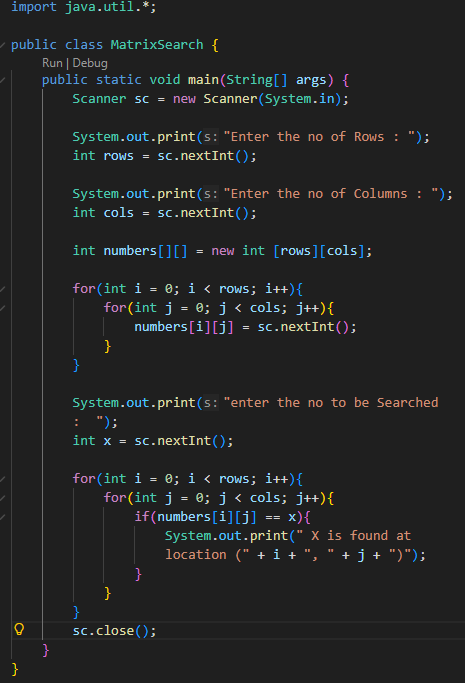 import java.util.*;
public class MatrixSearch {
Run | Debug
public static void main(String[] args) {
Scanner sc = new Scanner(System.in);
System.out.print(s:"Enter the no of Rows : ");
int rows = sc.nextInt();
System.out.print(s:"Enter the no of Columns : ");
int cols = sc.nextInt();
int numbers[][] = new int [rows][cols];
for(int i = 0; i < rows; i++){
for(int j = 0; j < cols; j++){
numbers[i][j] = sc.nextInt();
}
}
System.out.print(s:"enter the no to be Searched
:  ");
int x = sc.nextInt();
for(int i = 0; i < rows; i++){
for(int j = 0; j < cols; j++){
if(numbers[i][j] == x){
System.out.print(" X is found at
location (" + i + ", " + j + ")");
}
}
}
sc.close();
}
}